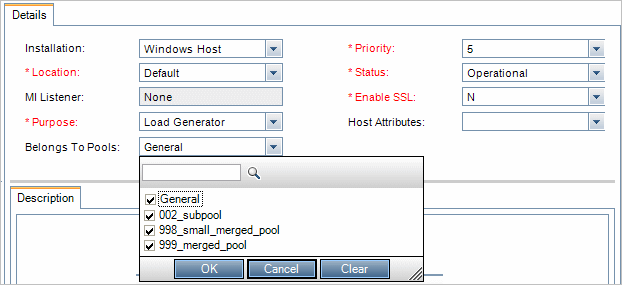 Details
Installation: Windows Host * Priority: 5
* Location: Default * Status: Operational
MI Listener: None * Enable SSL: N
* Purpose: Load Generator Host Attributes:
Belongs To Pools: General
General
002_subpool
998_small_merged_pool
999_merged_pool
Description
OK Cancel Clear